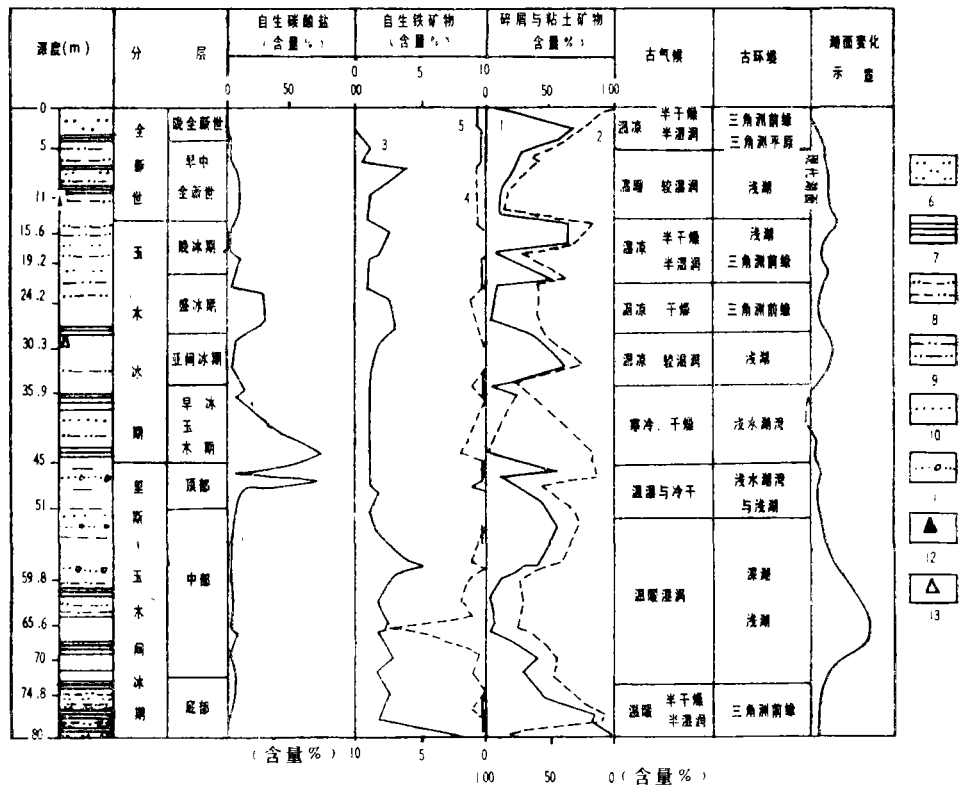 深度(m)
分 层
自生碳酸盐
(含量%)
0 50 100
自生铁矿物
(含量%)
0 5 10
碎屑与粘土矿物
含量%)
0 50 100
古气候
古环境
湖面变化
示意
0
5
11
15.6
19.2
24.2
30.3
35.9
45
51
59.8
65.6
70
74.8
80
全新世
晚全新世
早中
全新世
玉木冰期
晚冰期
盛冰期
亚间冰期
早冰
玉
木期
里斯—玉木间冰期
顶部
中部
底部
3
5
4
1
2
温凉 半干燥
半湿润
三角洲前缘
三角洲平原
温暖 较湿润
浅湖
温凉 半干燥
半湿润
浅湖
三角洲前缘
温凉 干燥
三角洲前缘
温凉 较湿润
浅湖
寒冷、干燥
浅水湖湾
温湿与冷干
浅水湖湾
与浅湖
温暖湿润
深湖
浅湖
温暖 半干燥
半湿润
三角洲前缘
现代湖面
6
7
8
9
10
12
13
(含量%)
10 5 0
100 50 0
(含量%)